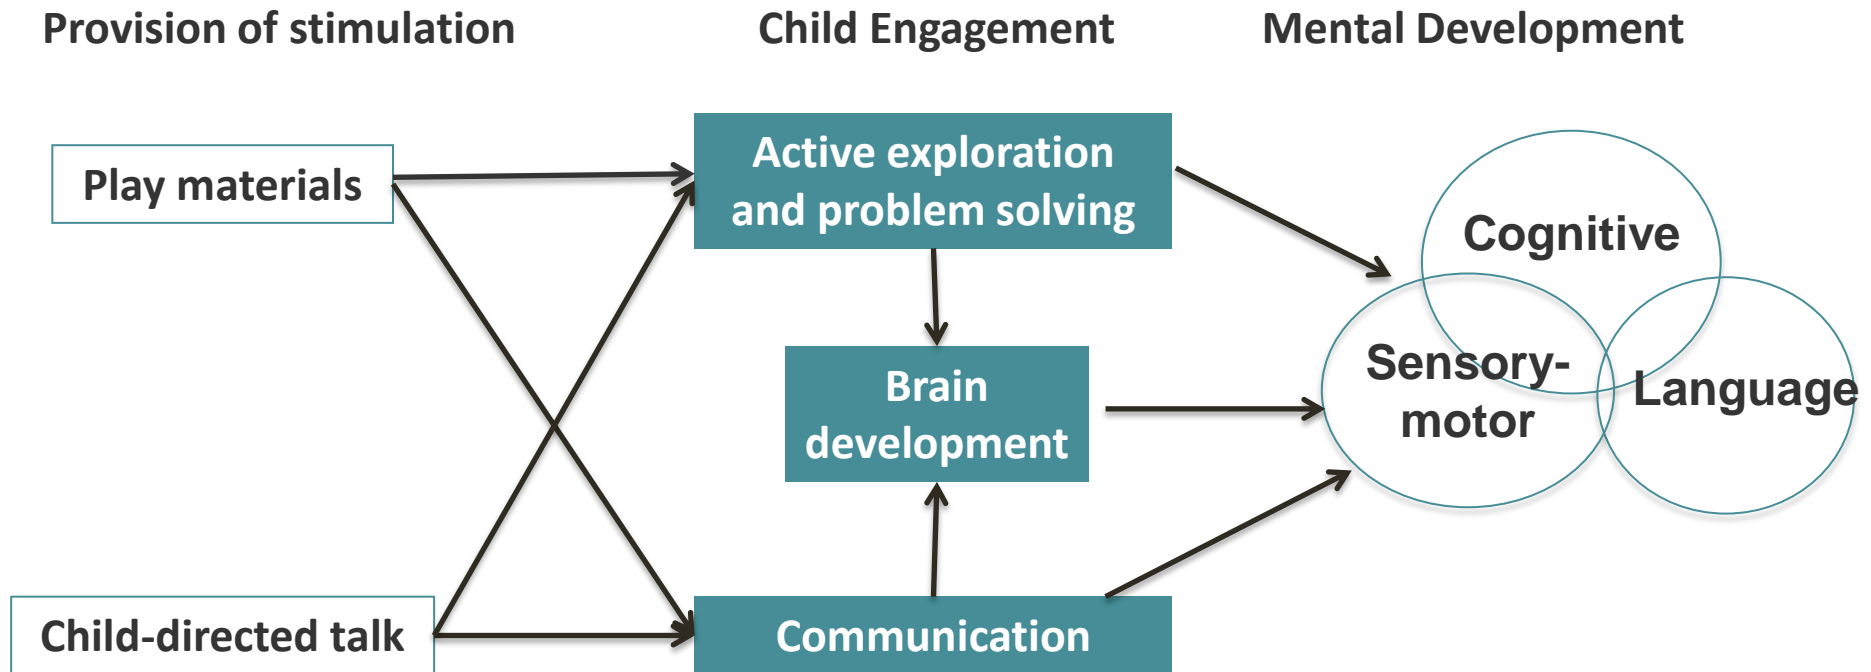 Provision of stimulation
Child Engagement
Mental Development
Play materials
Active exploration
and problem solving
Cognitive
Brain
development
Sensory-
motor
Language
Child-directed talk
Communication